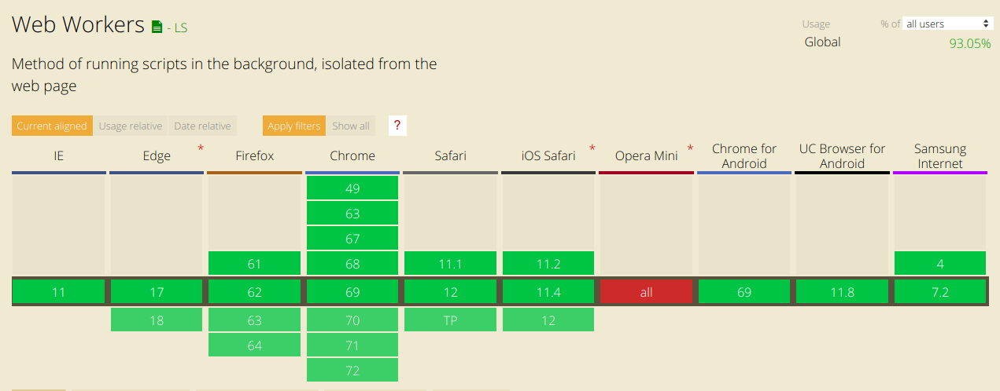 Web Workers - LS
Usage % of all users
Global 93.05%
Method of running scripts in the background, isolated from the
web page
Current aligned Usage relative Date relative Apply filters Show all ?
IE Edge * Firefox Chrome Safari iOS Safari * Opera Mini * Chrome for Android UC Browser for Android Samsung Internet
49
63
67
61 68 11.1 11.2 4
11 17 62 69 12 11.4 all 69 11.8 7.2
18 63 70 TP 12
64 71
72